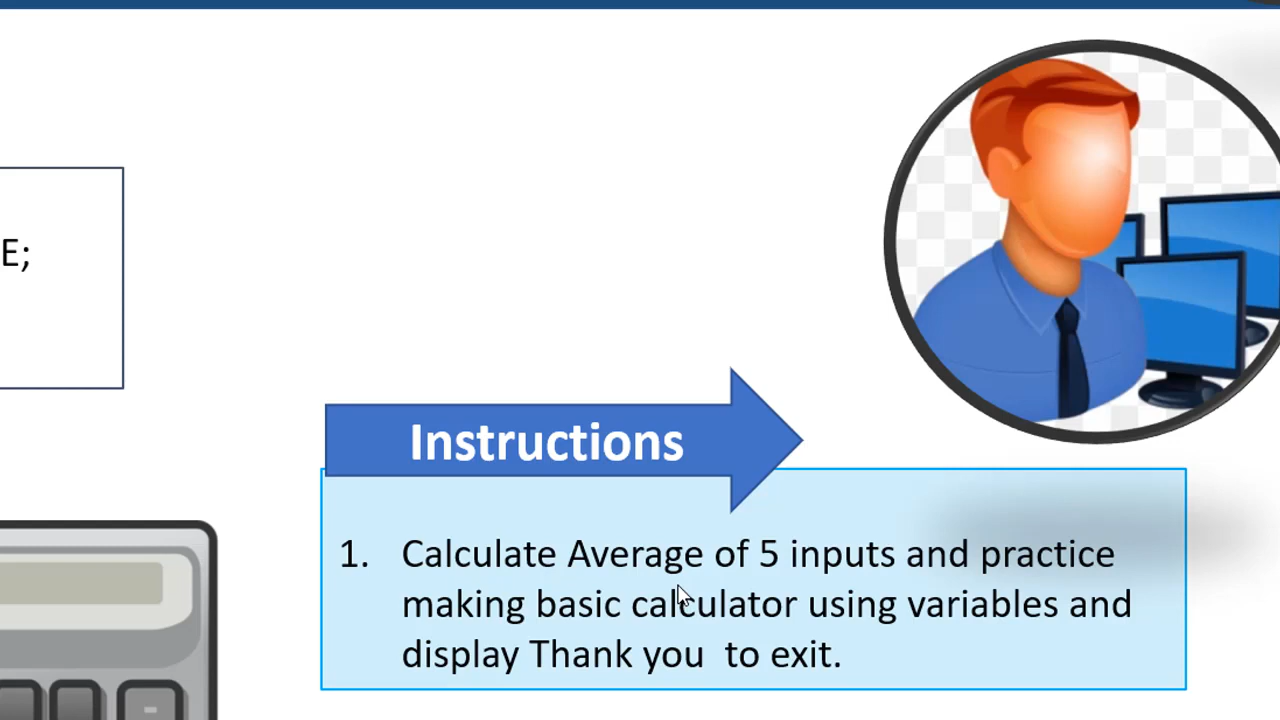 E;
Instructions
1. Calculate Average of 5 inputs and practice
making basic calculator using variables and
display Thank you  to exit.